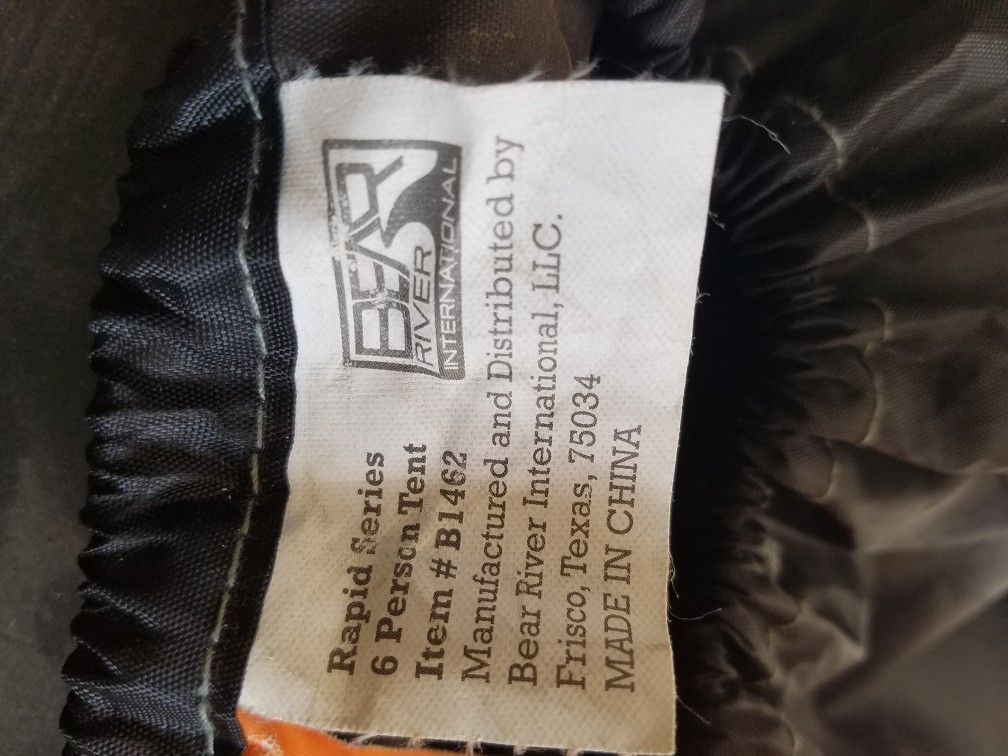 Rapid Series
6 Person Tent
Item # B1462
BEAR
RIVER
INTERNATIONAL
Manufactured and Distributed by
Bear River International, LLC.
Frisco, Texas, 75034
MADE IN CHINA